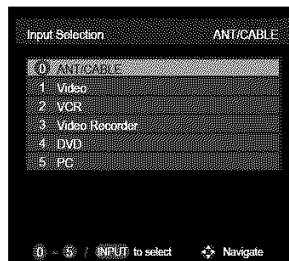 Input Selection ANT/CABLE
0 ANT/CABLE
1 Video
2 VCR
3 Video Recorder
4 DVD
5 PC
0 ~ 5 / INPUT to select Navigate